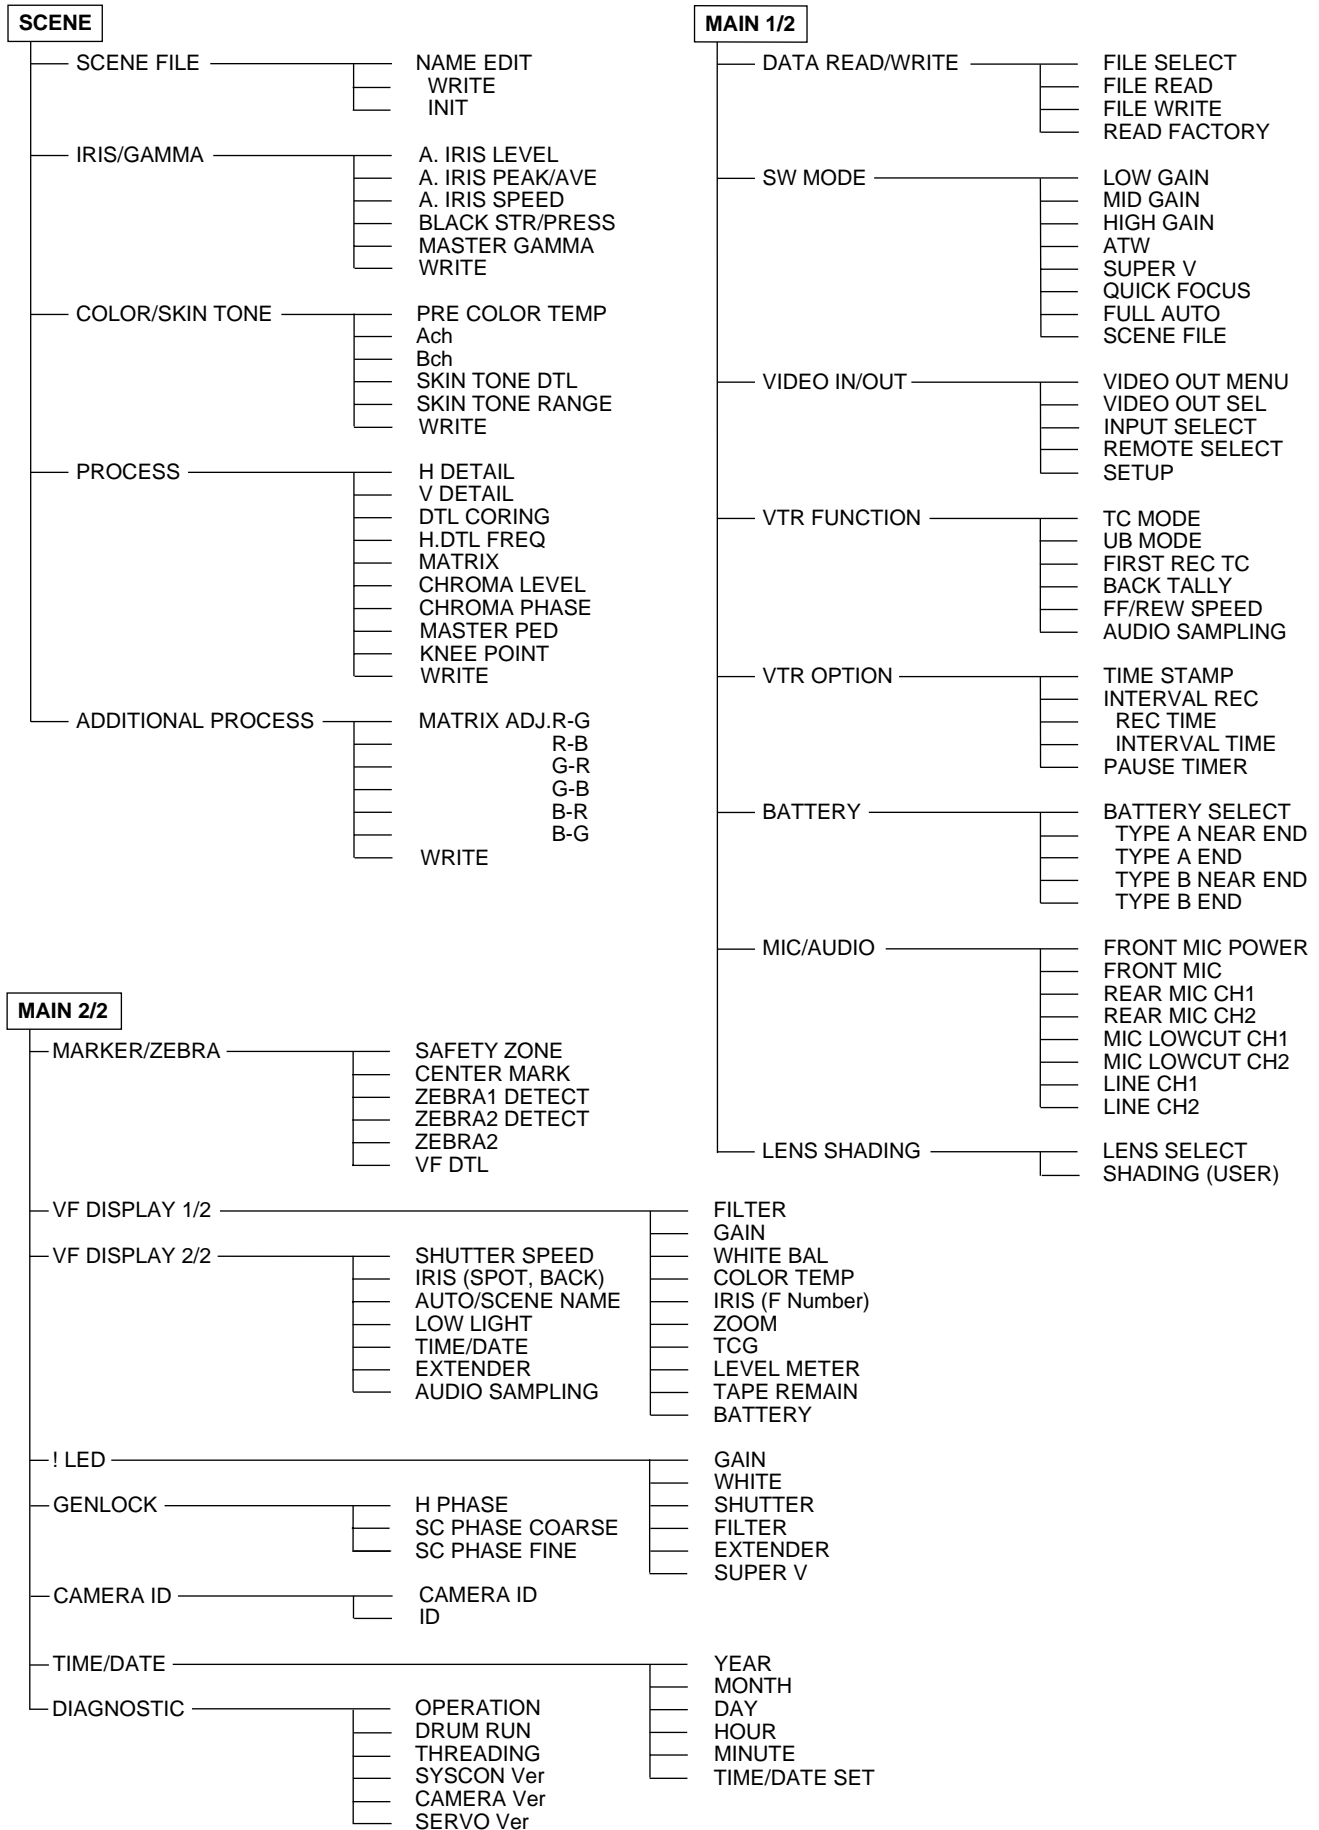 SCENE
SCENE FILE NAME EDIT
WRITE
INIT
IRIS/GAMMA A. IRIS LEVEL
A. IRIS PEAK/AVE
A. IRIS SPEED
BLACK STR/PRESS
MASTER GAMMA
WRITE
COLOR/SKIN TONE PRE COLOR TEMP
Ach
Bch
SKIN TONE DTL
SKIN TONE RANGE
WRITE
PROCESS H DETAIL
V DETAIL
DTL CORING
H.DTL FREQ
MATRIX
CHROMA LEVEL
CHROMA PHASE
MASTER PED
KNEE POINT
WRITE
ADDITIONAL PROCESS MATRIX ADJ.R-G
R-B
G-R
G-B
B-R
B-G
WRITE
MAIN 1/2
DATA READ/WRITE FILE SELECT
FILE READ
FILE WRITE
READ FACTORY
SW MODE LOW GAIN
MID GAIN
HIGH GAIN
ATW
SUPER V
QUICK FOCUS
FULL AUTO
SCENE FILE
VIDEO IN/OUT VIDEO OUT MENU
VIDEO OUT SEL
INPUT SELECT
REMOTE SELECT
SETUP
VTR FUNCTION TC MODE
UB MODE
FIRST REC TC
BACK TALLY
FF/REW SPEED
AUDIO SAMPLING
VTR OPTION TIME STAMP
INTERVAL REC
REC TIME
INTERVAL TIME
PAUSE TIMER
BATTERY BATTERY SELECT
TYPE A NEAR END
TYPE A END
TYPE B NEAR END
TYPE B END
MIC/AUDIO FRONT MIC POWER
FRONT MIC
REAR MIC CH1
REAR MIC CH2
MIC LOWCUT CH1
MIC LOWCUT CH2
LINE CH1
LINE CH2
LENS SHADING LENS SELECT
SHADING (USER)
MAIN 2/2
MARKER/ZEBRA SAFETY ZONE
CENTER MARK
ZEBRA1 DETECT
ZEBRA2 DETECT
ZEBRA2
VF DTL
VF DISPLAY 1/2 FILTER
GAIN
WHITE BAL
COLOR TEMP
IRIS (F Number)
ZOOM
TCG
LEVEL METER
TAPE REMAIN
BATTERY
VF DISPLAY 2/2 SHUTTER SPEED
IRIS (SPOT, BACK)
AUTO/SCENE NAME
LOW LIGHT
TIME/DATE
EXTENDER
AUDIO SAMPLING
! LED GAIN
WHITE
SHUTTER
FILTER
EXTENDER
SUPER V
GENLOCK H PHASE
SC PHASE COARSE
SC PHASE FINE
CAMERA ID CAMERA ID
ID
TIME/DATE YEAR
MONTH
DAY
HOUR
MINUTE
TIME/DATE SET
DIAGNOSTIC OPERATION
DRUM RUN
THREADING
SYSCON Ver
CAMERA Ver
SERVO Ver